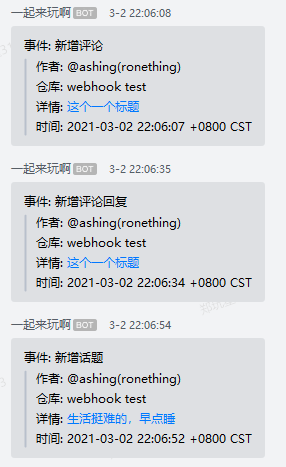 一起来玩啊 BOT 3-2 22:06:08
事件: 新增评论
作者: @ashing(ronething)
仓库: webhook test
详情: 这个一个标题
时间: 2021-03-02 22:06:07 +0800 CST
一起来玩啊 BOT 3-2 22:06:35
事件: 新增评论回复
作者: @ashing(ronething)
仓库: webhook test
详情: 这个一个标题
时间: 2021-03-02 22:06:34 +0800 CST
一起来玩啊 BOT 3-2 22:06:54
事件: 新增话题
作者: @ashing(ronething)
仓库: webhook test
详情: 生活挺难的，早点睡
时间: 2021-03-02 22:06:52 +0800 CST